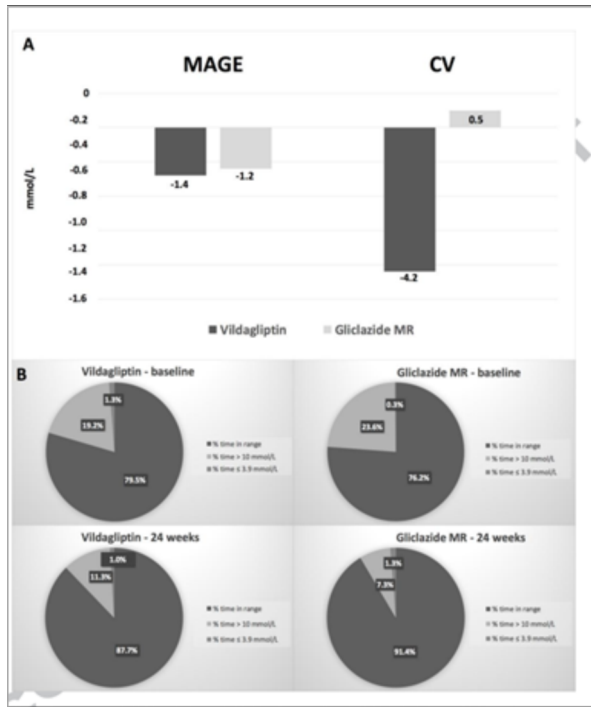 A
MAGE CV
0
-0.2
-0.6
-0.8
-1.0
-1.2
-1.4
-1.6
mmol/L
-1.4
-1.2
-4.2
0.5
Vildagliptin Gliclazide MR
B
Vildagliptin - baseline
1.3%
19.2%
79.5%
% time in range
% time > 10 mmol/L
% time ≤ 3.9 mmol/L
Gliclazide MR - baseline
0.3%
23.6%
76.2%
% time in range
% time > 10 mmol/L
% time ≤ 3.9 mmol/L
Vildagliptin - 24 weeks
1.0%
11.3%
87.7%
% time in range
% time > 10 mmol/L
% time ≤ 3.9 mmol/L
Gliclazide MR - 24 weeks
1.3%
7.3%
91.4%
% time in range
% time > 10 mmol/L
% time ≤ 3.9 mmol/L